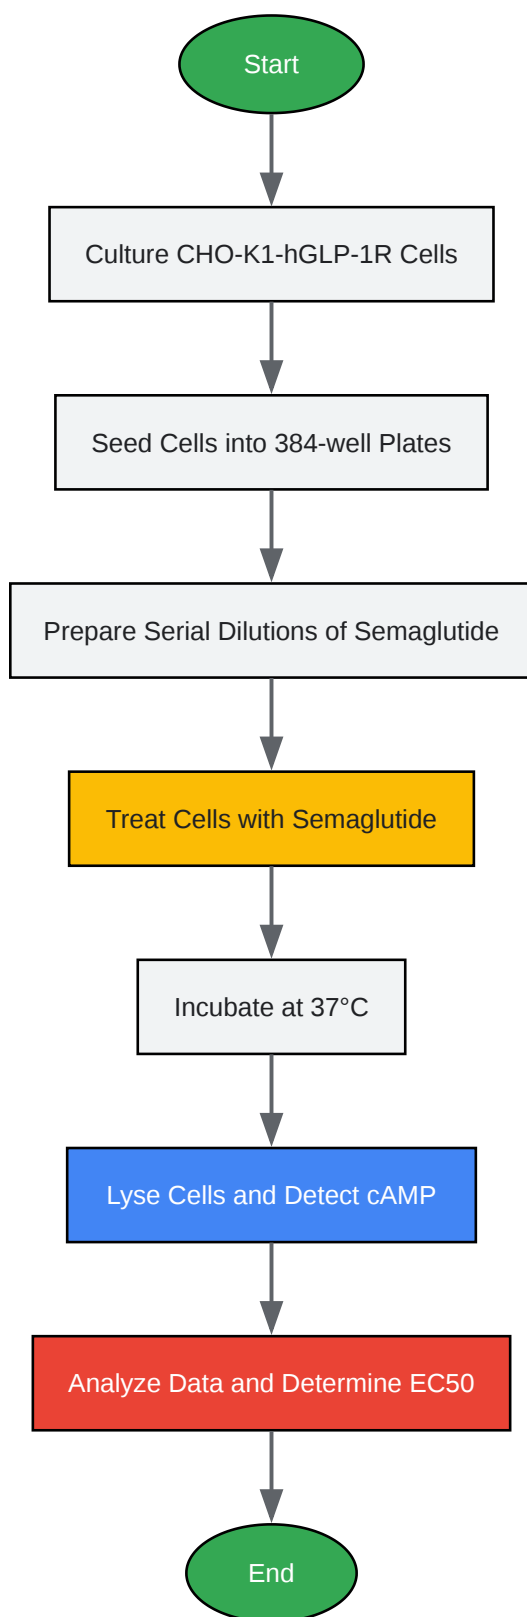 Start
Culture CHO-K1-hGLP-1R Cells
Seed Cells into 384-well Plates
Prepare Serial Dilutions of Semaglutide
Treat Cells with Semaglutide
Incubate at 37°C
Lyse Cells and Detect cAMP
Analyze Data and Determine EC50
End